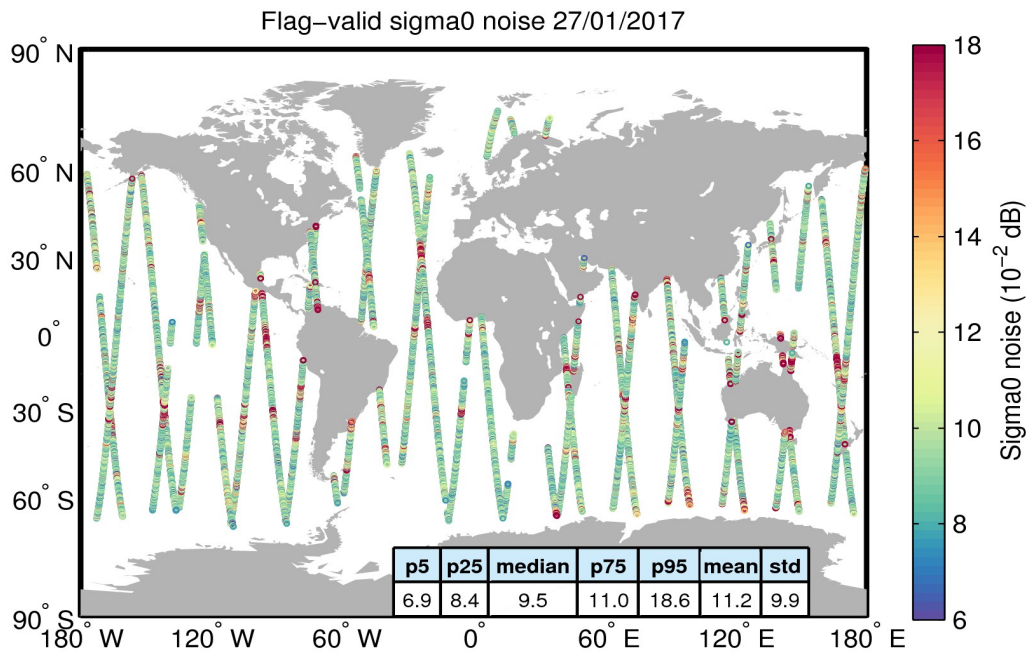 Flag−valid sigma0 noise 27/01/2017
90° N
60° N
30° N
0°
30° S
60° S
90° S
180° W 120° W 60° W 0° 60° E 120° E 180° E
p5 p25 median p75 p95 mean std
6.9 8.4 9.5 11.0 18.6 11.2 9.9
18
16
14
12
10
8
6
Sigma0 noise (10⁻² dB)